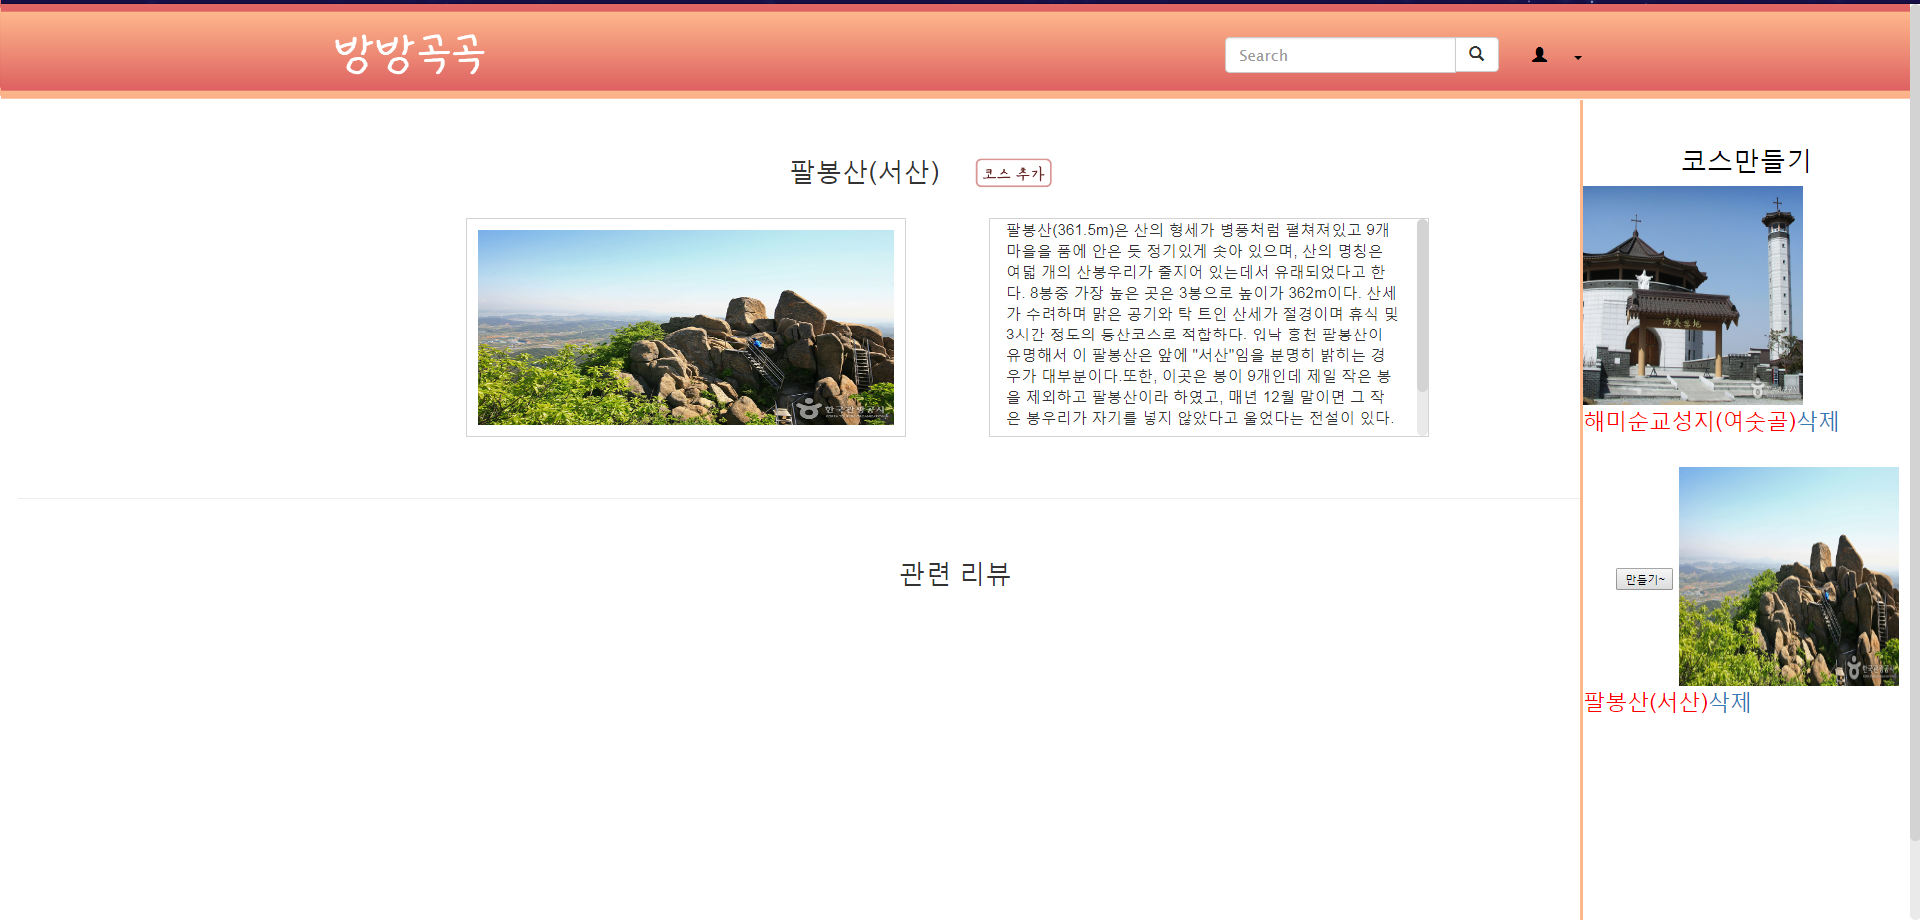 방방곡곡
Search
팔봉산(서산)
코스 추가
팔봉산(361.5m)은 산의 형세가 병풍처럼 펼쳐져있고 9개
마을을 품에 안은 듯 정기있게 솟아 있으며, 산의 명칭은
여덟 개의 산봉우리가 줄지어 있는데서 유래되었다고 한
다. 8봉중 가장 높은 곳은 3봉으로 높이가 362m이다. 산세
가 수려하며 맑은 공기와 탁 트인 산세가 절경이며 휴식 및
3시간 정도의 등산코스로 적합하다. 워낙 홍천 팔봉산이
유명해서 이 팔봉산은 앞에 "서산"임을 분명히 밝히는 경
우가 대부분이다.또한, 이곳은 봉이 9개인데 제일 작은 봉
을 제외하고 팔봉산이라 하였고, 매년 12월 말이면 그 작
은 봉우리가 자기를 넣지 않았다고 울었다는 전설이 있다.
한국관광공사
관련 리뷰
코스만들기
해미순교성지(여숫골)삭제
만들기~
한국관광공사
팔봉산(서산)삭제